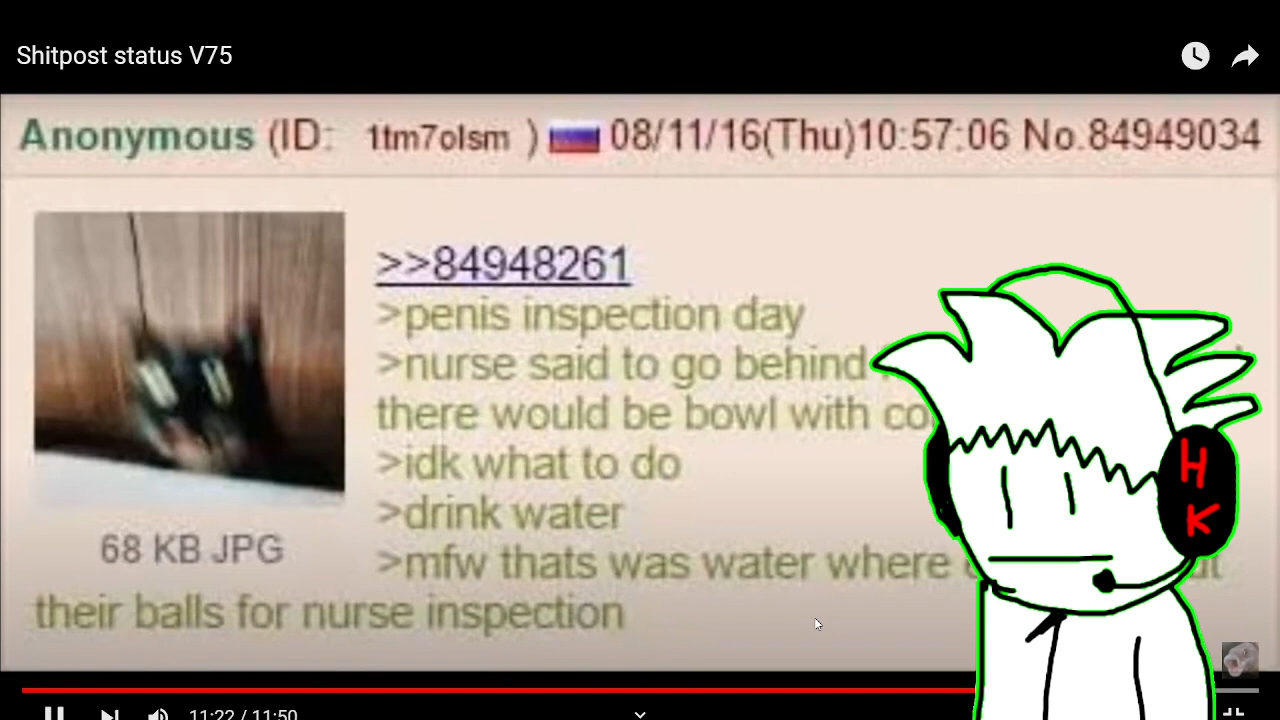 Shitpost status V75
Anonymous (ID: 1tm7olsm ) 08/11/16(Thu)10:57:06 No.84949034
>>84948261
>penis inspection day
>nurse said to go behind
there would be bowl with
>idk what to do
>drink water
68 KB JPG
>mfw thats was water where
their balls for nurse inspection
H
K
11:22 / 11:50